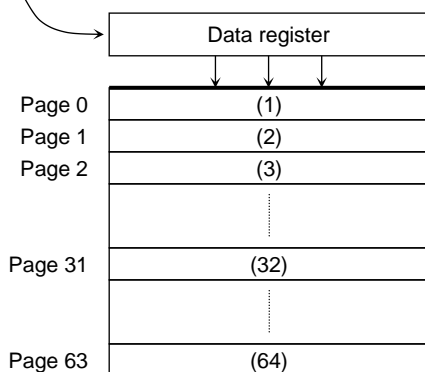 Data register
Page 0 (1)
Page 1 (2)
Page 2 (3)
Page 31 (32)
Page 63 (64)